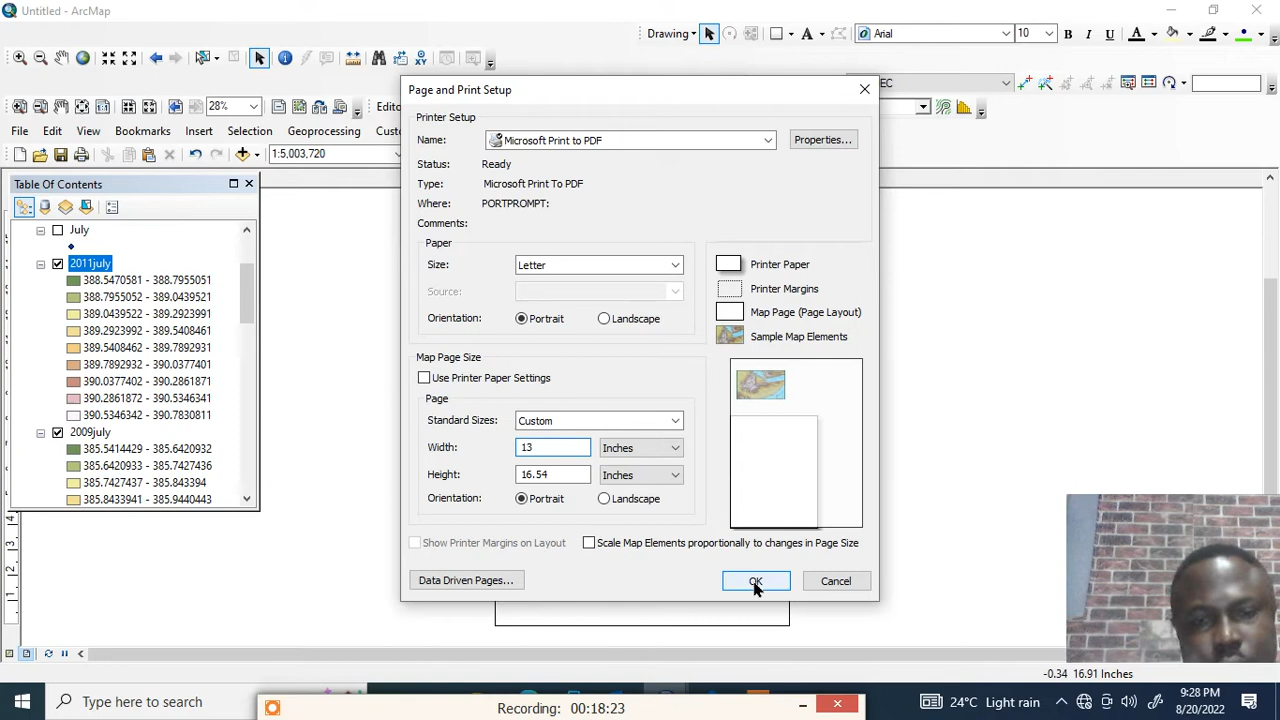 Untitled - ArcMap
Drawing
A
Arial
10
B
I
U
A
28%
Edito
EC
File
Edit
View
Bookmarks
Insert
Selection
Geoprocessing
Custo
1:5,003,720
Table Of Contents
July
2011july
388.5470581 - 388.7955051
388.7955052 - 389.0439521
389.0439522 - 389.2923991
389.2923992 - 389.5408461
389.5408462 - 389.7892931
389.7892932 - 390.0377401
390.0377402 - 390.2861871
390.2861872 - 390.5346341
390.5346342 - 390.7830811
2009july
385.5414429 - 385.6420932
385.6420933 - 385.7427436
385.7427437 - 385.843394
385.8433941 - 385.9440443
Page and Print Setup
Printer Setup
Name:
Microsoft Print to PDF
Properties...
Status:
Ready
Type:
Microsoft Print To PDF
Where:
PORTPROMPT:
Comments:
Paper
Size:
Letter
Source:
Orientation:
Portrait
Landscape
Printer Paper
Printer Margins
Map Page (Page Layout)
Sample Map Elements
Map Page Size
Use Printer Paper Settings
Page
Standard Sizes:
Custom
Width:
13
Inches
Height:
16.54
Inches
Orientation:
Portrait
Landscape
Show Printer Margins on Layout
Scale Map Elements proportionally to changes in Page Size
Data Driven Pages...
OK
Cancel
-0.34 16.91 Inches
Type here to search
Recording: 00:18:23
24°C Light rain
9:28 PM
8/20/2022